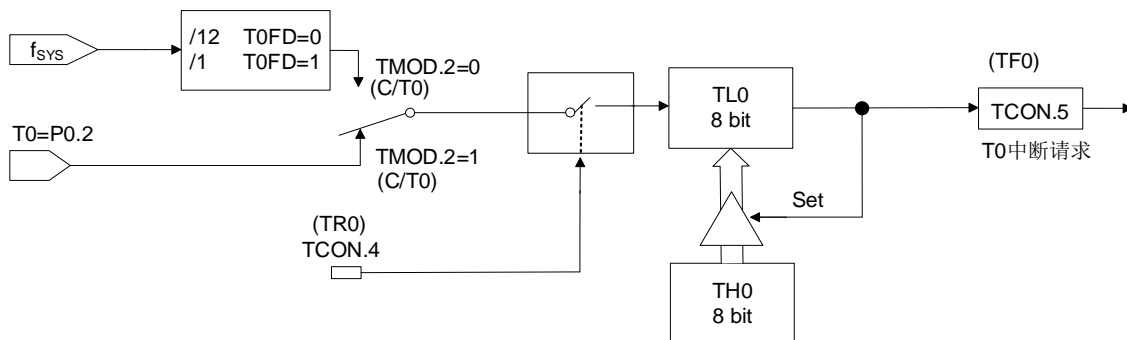 fSYS
/12 T0FD=0
/1 T0FD=1
TMOD.2=0
(C/T0)
T0=P0.2
TMOD.2=1
(C/T0)
(TR0)
TCON.4
TL0
8 bit
Set
TH0
8 bit
(TF0)
TCON.5
T0中断请求